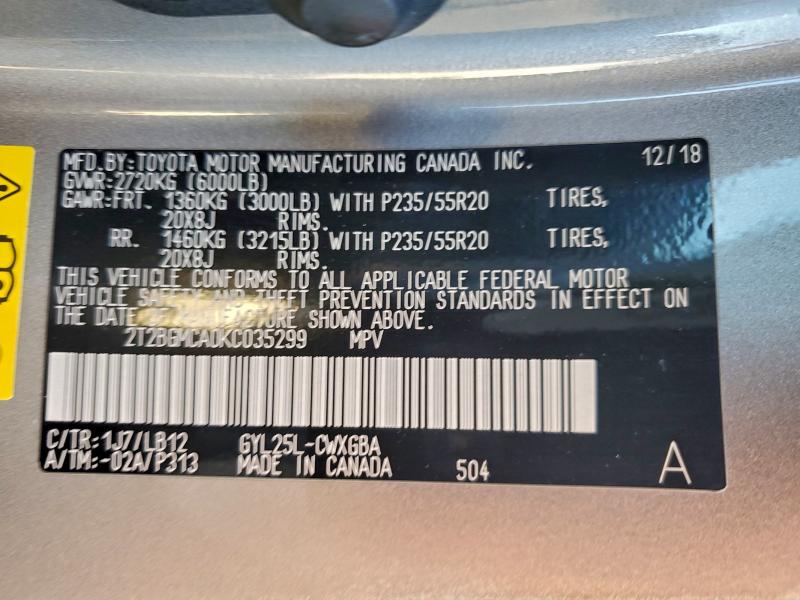 MFD.BY:TOYOTA MOTOR MANUFACTURING CANADA INC. 12/18
GVWR:2720KG (6000LB)
GAWR:FRT. 1360KG (3000LB) WITH P235/55R20 TIRES,
20X8J RIMS.
RR. 1460KG (3215LB) WITH P235/55R20 TIRES,
20X8J RIMS.
THIS VEHICLE CONFORMS TO ALL APPLICABLE FEDERAL MOTOR
VEHICLE SAFETY AND THEFT PREVENTION STANDARDS IN EFFECT ON
THE DATE OF MANUFACTURE SHOWN ABOVE.
2T2BGMCA0KC035299 MPV
C/TR:1J7/LB12 GYL25L-CWXGBA
A/TM:-02A/P313 MADE IN CANADA 504 A